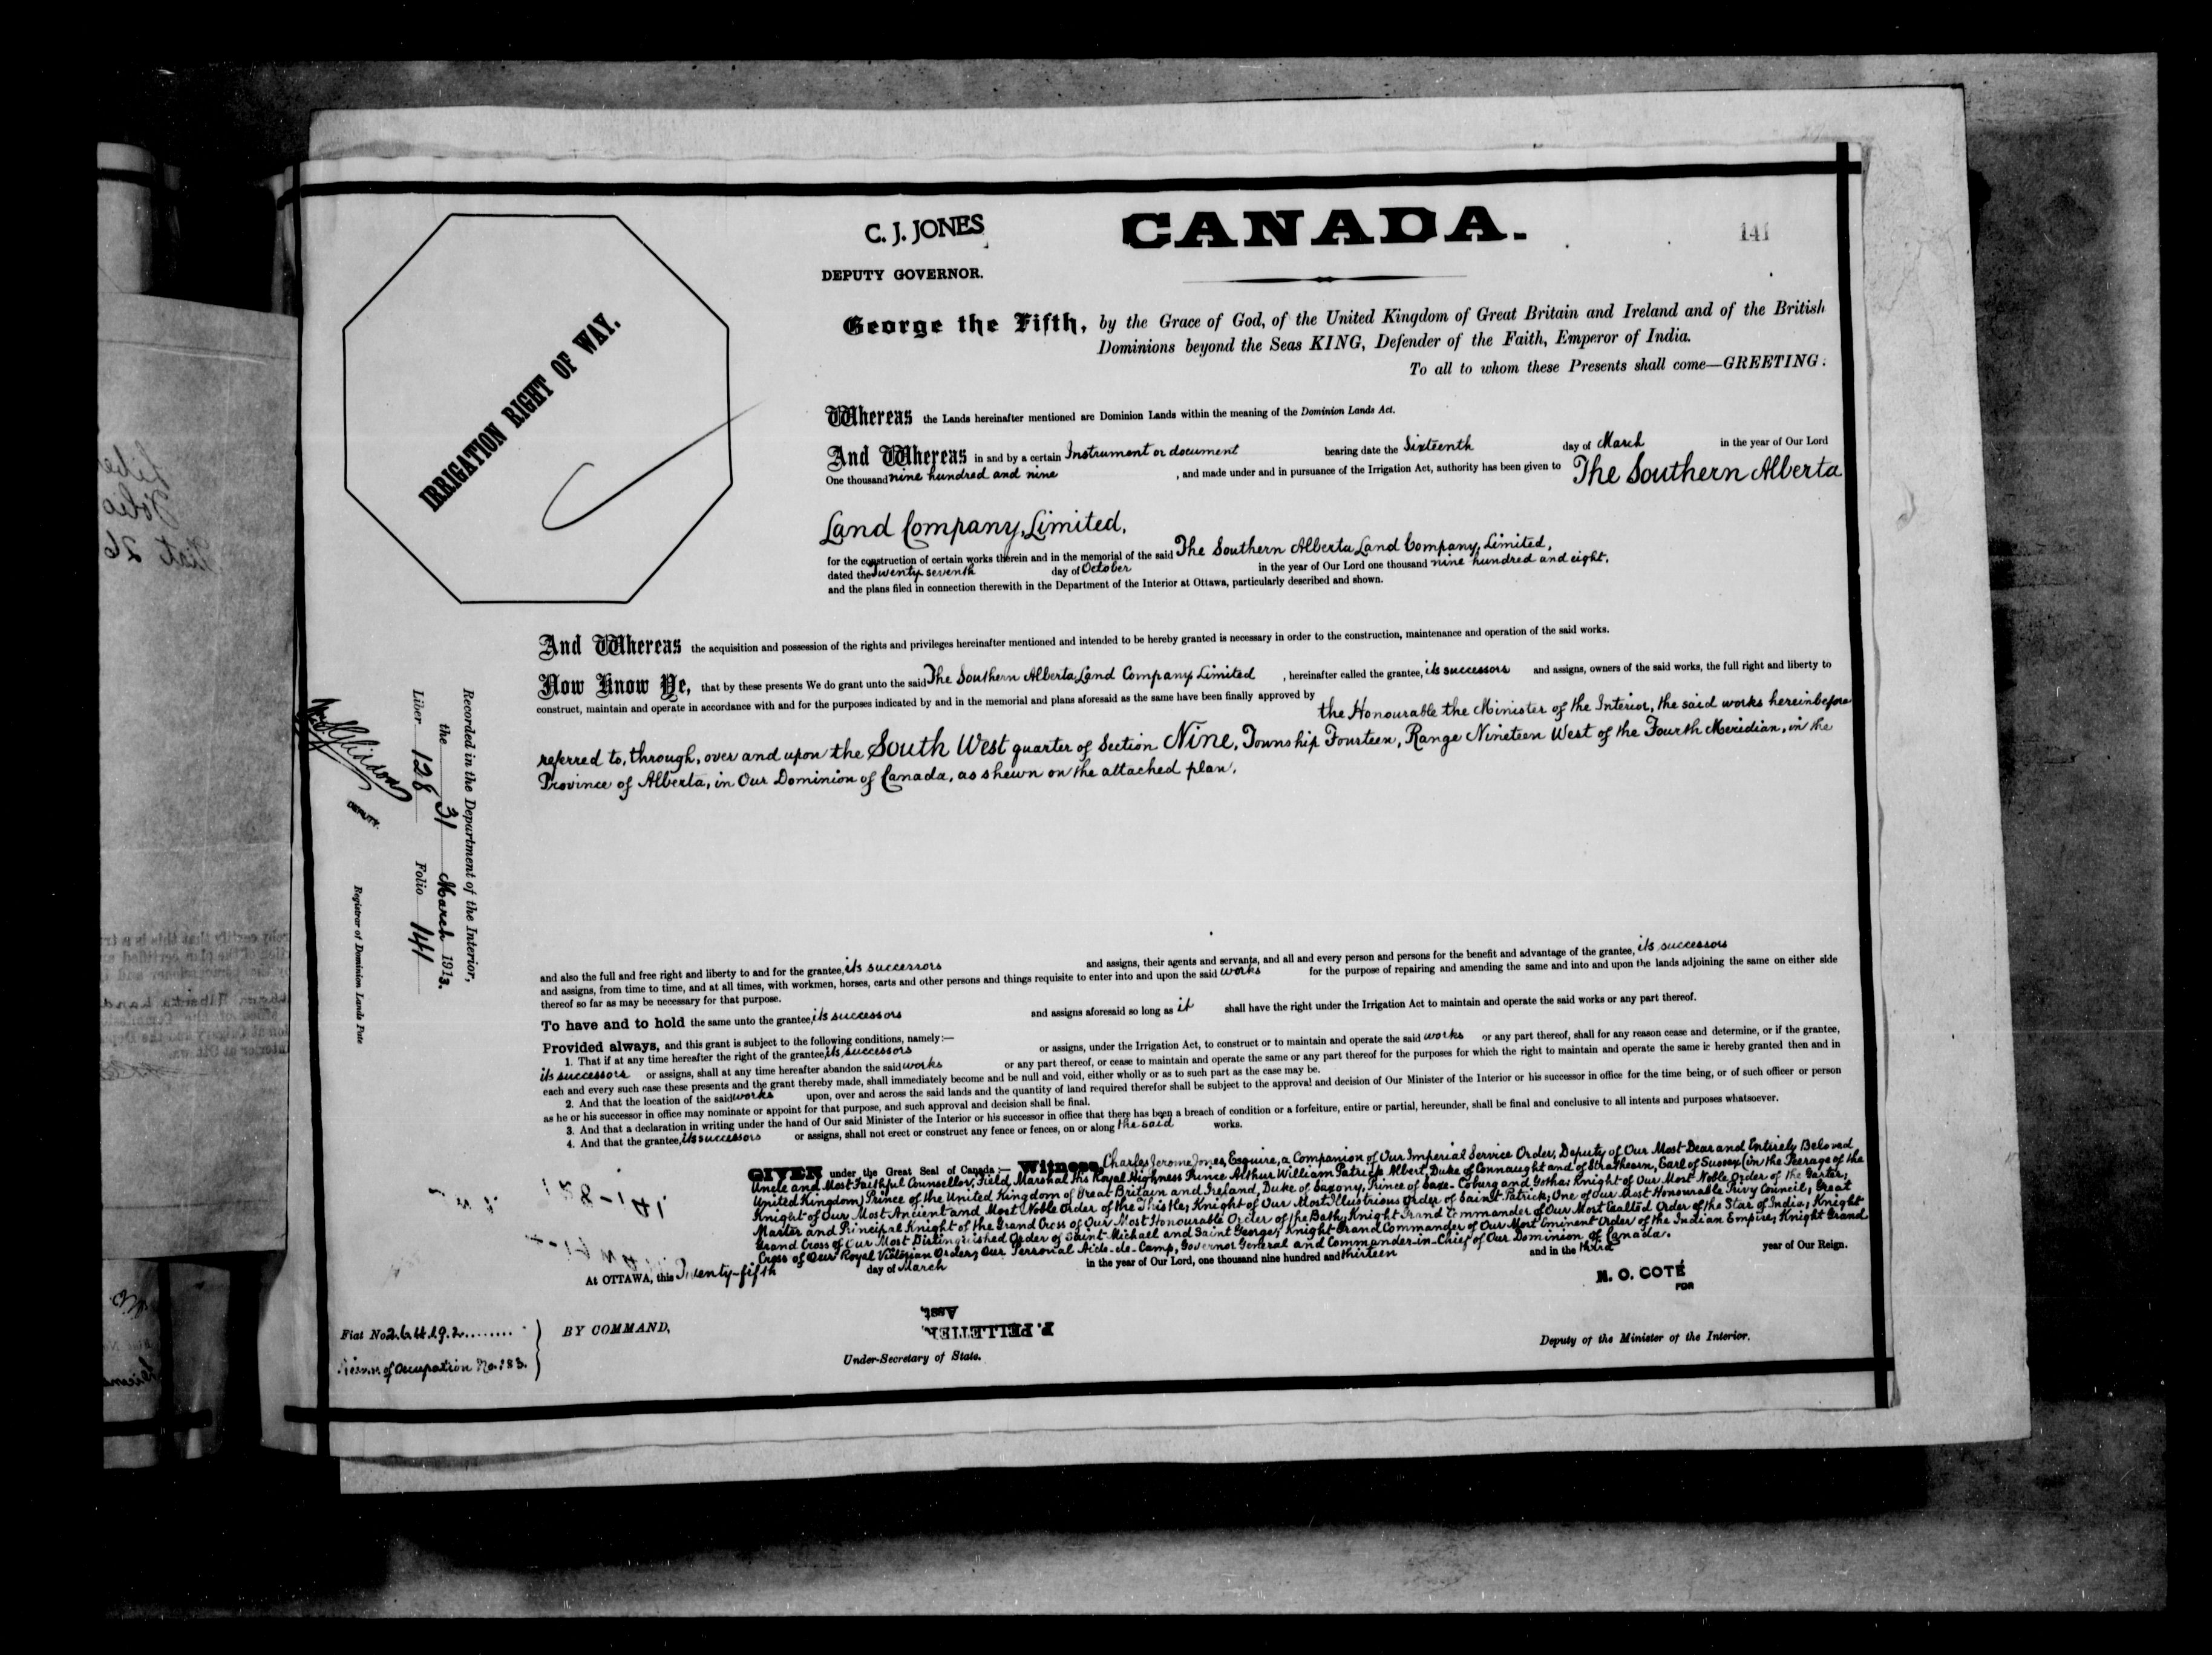 C. J. JONES
DEPUTY GOVERNOR.
CANADA.
141
IRRIGATION RIGHT OF WAY.
George the Fifth, by the Grace of God, of the United Kingdom of Great Britain and Ireland and of the British
Dominions beyond the Seas KING, Defender of the Faith, Emperor of India.
To all to whom these Presents shall come—GREETING:
Whereas the Lands hereinafter mentioned are Dominion Lands within the meaning of the Dominion Lands Act.
And Whereas in and by a certain Instrument or document bearing date the Sixteenth day of March in the year of Our Lord
One thousand nine hundred and nine, and made under and in pursuance of the Irrigation Act, authority has been given to The Southern Alberta
Land Company, Limited,
for the construction of certain works therein and in the memorial of the said The Southern Alberta Land Company, Limited,
dated the Twenty seventh day of October in the year of Our Lord one thousand nine hundred and eight,
and the plans filed in connection therewith in the Department of the Interior at Ottawa, particularly described and shown.
And Whereas the acquisition and possession of the rights and privileges hereinafter mentioned and intended to be hereby granted is necessary in order to the construction, maintenance and operation of the said works.
Now Know Ye, that by these presents We do grant unto the said The Southern Alberta Land Company Limited, hereinafter called the grantee, its successors and assigns, owners of the said works, the full right and liberty to
construct, maintain and operate in accordance with and for the purposes indicated by and in the memorial and plans aforesaid as the same have been finally approved by the Honourable the Minister of the Interior, the said works hereinbefore
referred to, through, over and upon the South West quarter of Section Nine, Township Fourteen, Range Nineteen West of the Fourth Meridian, in the
Province of Alberta, in Our Dominion of Canada, as shewn on the attached plan.
Recorded in the Department of the Interior,
the 31 March 1913.
Liber 128 Folio 141
DEPUTY.
Registrar of Dominion Lands Pate
and also the full and free right and liberty to and for the grantee, its successors and assigns, their agents and servants, and all and every person and persons for the benefit and advantage of the grantee, its successors
and assigns, from time to time, and at all times, with workmen, horses, carts and other persons and things requisite to enter into and upon the said works for the purpose of repairing and amending the same and into and upon the lands adjoining the same on either side
thereof so far as may be necessary for that purpose.
To have and to hold the same unto the grantee, its successors and assigns aforesaid so long as it shall have the right under the Irrigation Act to maintain and operate the said works or any part thereof.
Provided always, and this grant is subject to the following conditions, namely:—
1. That if at any time hereafter the right of the grantee, its successors or assigns, under the Irrigation Act, to construct or to maintain and operate the said works or any part thereof, shall for any reason cease and determine, or if the grantee,
its successors or assigns, shall at any time hereafter abandon the said works or any part thereof, or cease to maintain and operate the same or any part thereof for the purposes for which the right to maintain and operate the same is hereby granted then and in
each and every such case these presents and the grant thereby made, shall immediately become and be null and void, either wholly or as to such part as the case may be.
2. And that the location of the said works upon, over and across the said lands and the quantity of land required therefor shall be subject to the approval and decision of Our Minister of the Interior or his successor in office for the time being, or of such officer or person
as he or his successor in office may nominate or appoint for that purpose, and such approval and decision shall be final.
3. And that a declaration in writing under the hand of Our said Minister of the Interior or his successor in office that there has been a breach of condition or a forfeiture, entire or partial, hereunder, shall be final and conclusive to all intents and purposes whatsoever.
4. And that the grantee, its successors or assigns, shall not erect or construct any fence or fences, on or along the said works.
GIVEN under the Great Seal of Canada:— Witness, Charles Jerome Jones, Esquire, a Companion of Our Imperial Service Order, Deputy of Our Most Dear and Entirely Beloved
Uncle and Most Faithful Counsellor, Field Marshal His Royal Highness Prince Arthur William Patrick Albert, Duke of Connaught and of Strathearn, Earl of Sussex (in the Peerage of the
United Kingdom) Prince of the United Kingdom of Great Britain and Ireland, Duke of Saxony, Prince of Saxe-Coburg and Gotha; Knight of Our Most Noble Order of the Garter;
Knight of Our Most Ancient and Most Noble Order of the Thistle; Knight of Our Most Illustrious Order of Saint Patrick; One of Our Most Honourable Privy Council; Great
Master and Principal Knight of the Grand Cross of Our Most Honourable Order of the Bath; Knight Grand Commander of Our Most Exalted Order of the Star of India; Knight
Grand Cross of Our Most Distinguished Order of Saint Michael and Saint George; Knight Grand Commander of Our Most Eminent Order of the Indian Empire; Knight Grand
Cross of Our Royal Victorian Order; Our Personal Aide-de-Camp, Governor General and Commander-in-Chief of Our Dominion of Canada.
At OTTAWA, this Twenty-fifth day of March in the year of Our Lord, one thousand nine hundred and thirteen and in the third year of Our Reign.
N. O. COTÉ
FOR
Fiat No. 264192
of Occupation No. 183.
BY COMMAND,
P. PELLETIER,
Asst.
Under-Secretary of State.
Deputy of the Minister of the Interior.